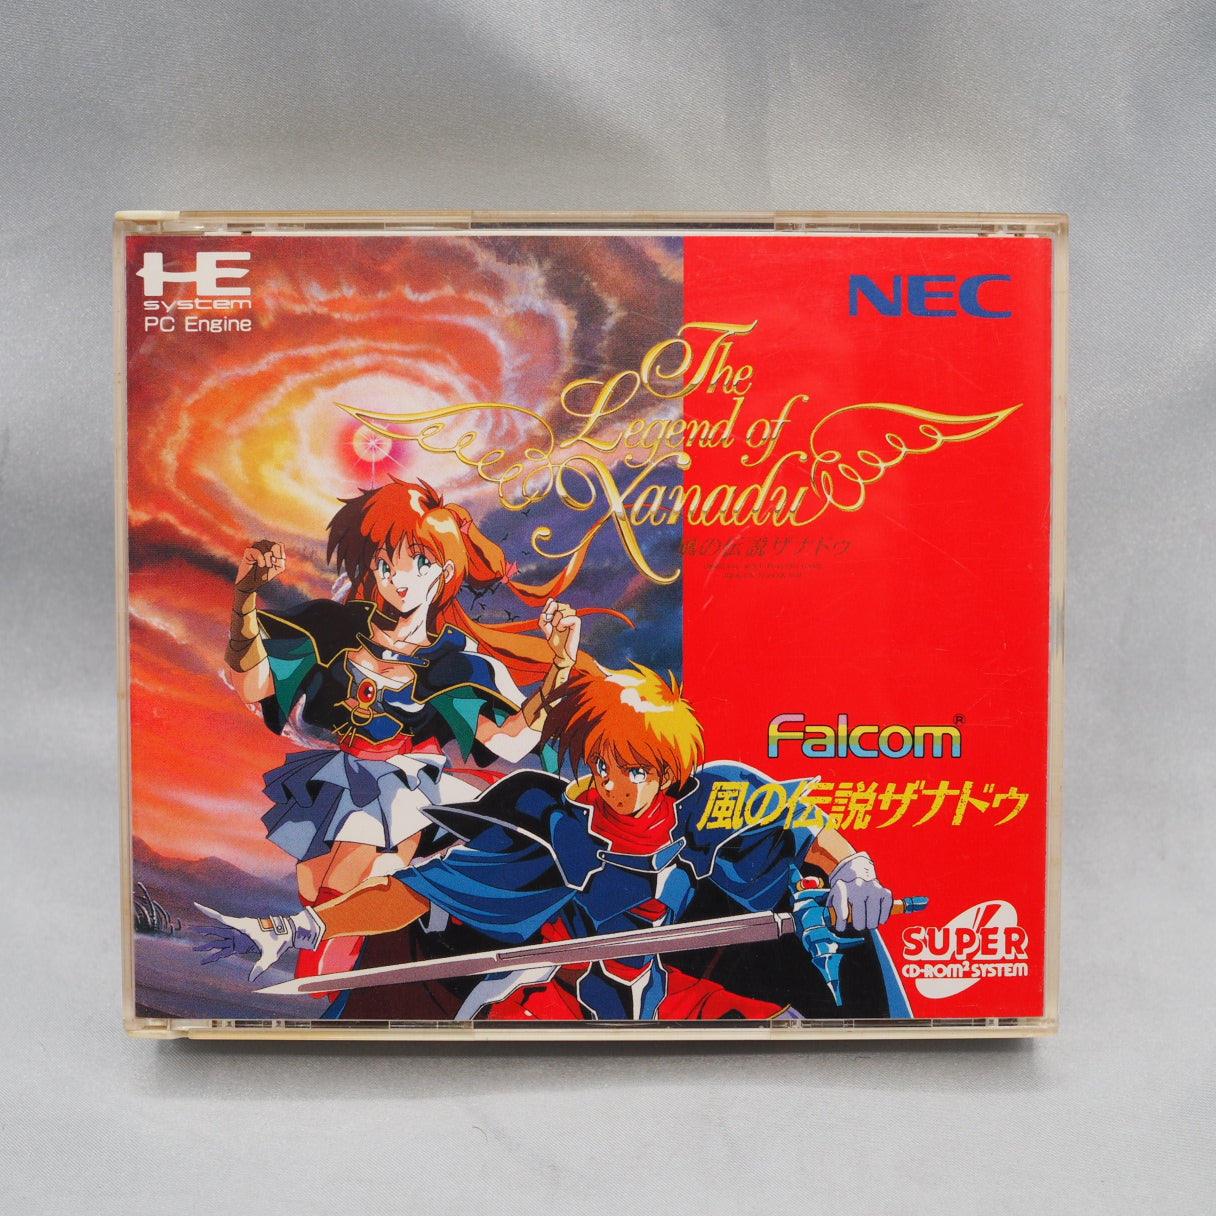 HE
system
PC Engine
NEC
The
Legend of
Xanadu
風の伝説ザナドゥ
Falcom®
風の伝説ザナドゥ
SUPER
CD-ROM² SYSTEM